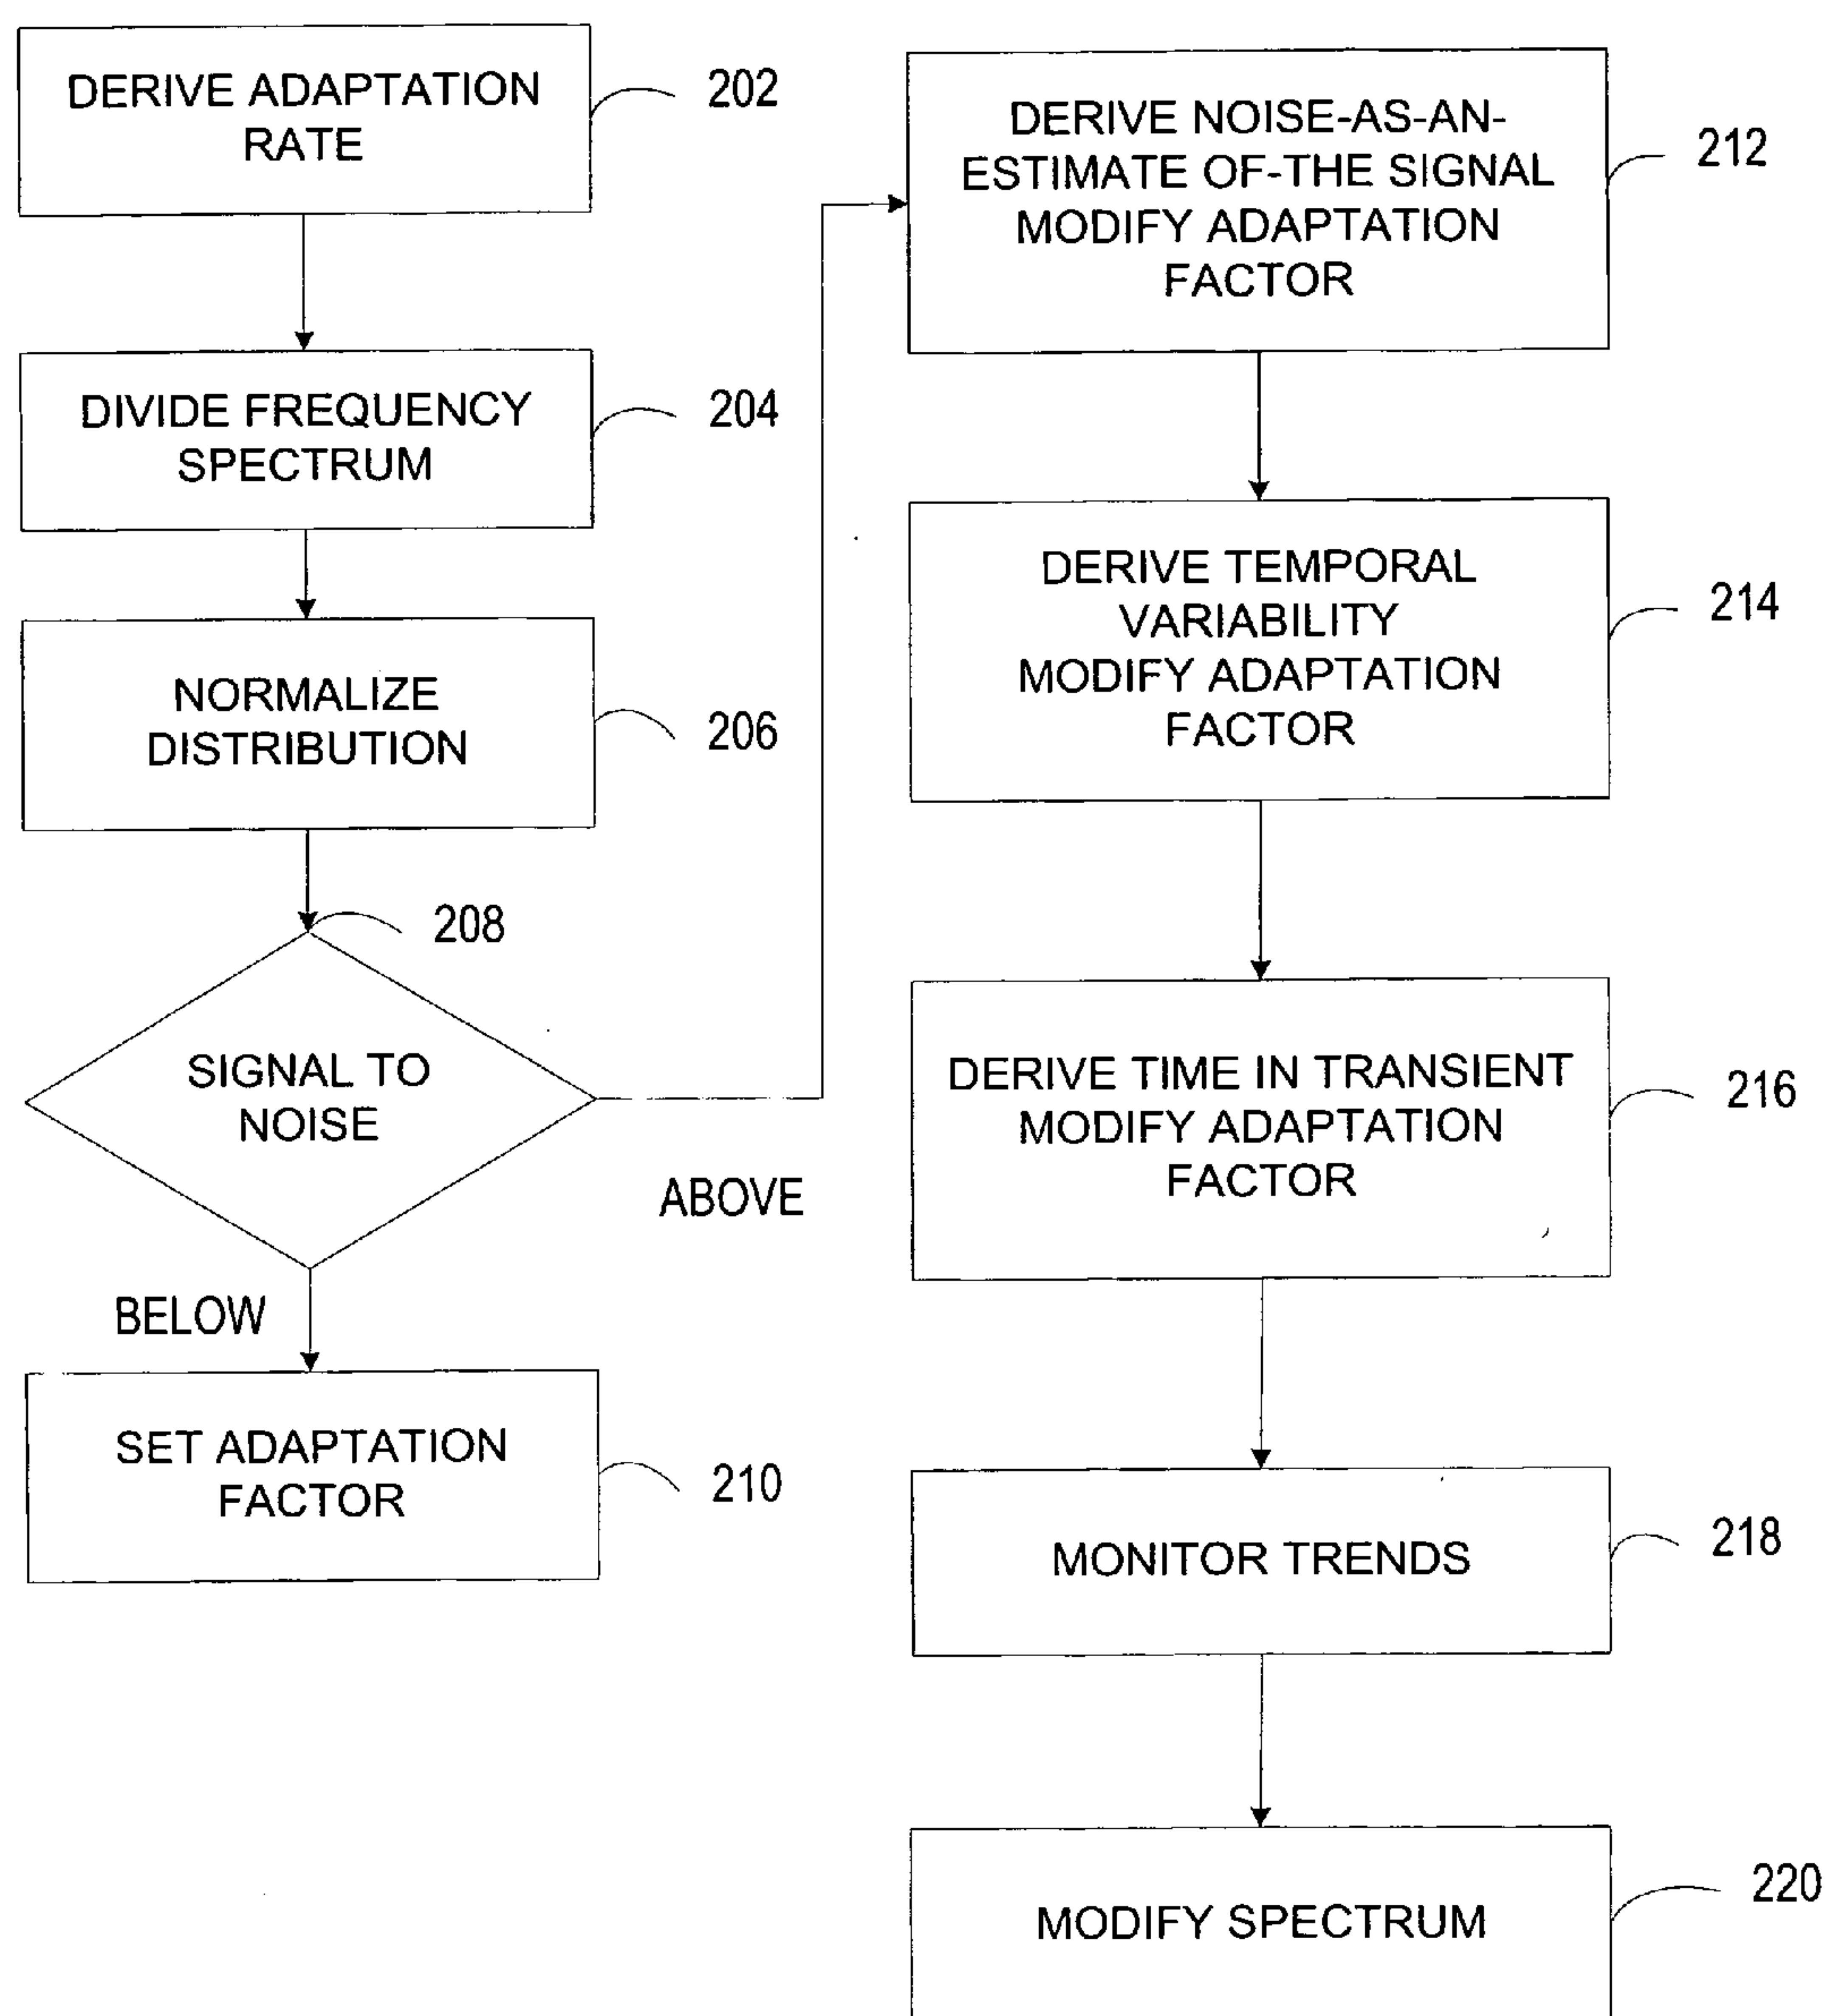 DERIVE ADAPTATION
RATE
202
DIVIDE FREQUENCY
SPECTRUM
204
NORMALIZE
DISTRIBUTION
206
208
SIGNAL TO
NOISE
ABOVE
BELOW
SET ADAPTATION
FACTOR
210
DERIVE NOISE-AS-AN-
ESTIMATE OF-THE SIGNAL
MODIFY ADAPTATION
FACTOR
212
DERIVE TEMPORAL
VARIABILITY
MODIFY ADAPTATION
FACTOR
214
DERIVE TIME IN TRANSIENT
MODIFY ADAPTATION
FACTOR
216
MONITOR TRENDS
218
MODIFY SPECTRUM
220